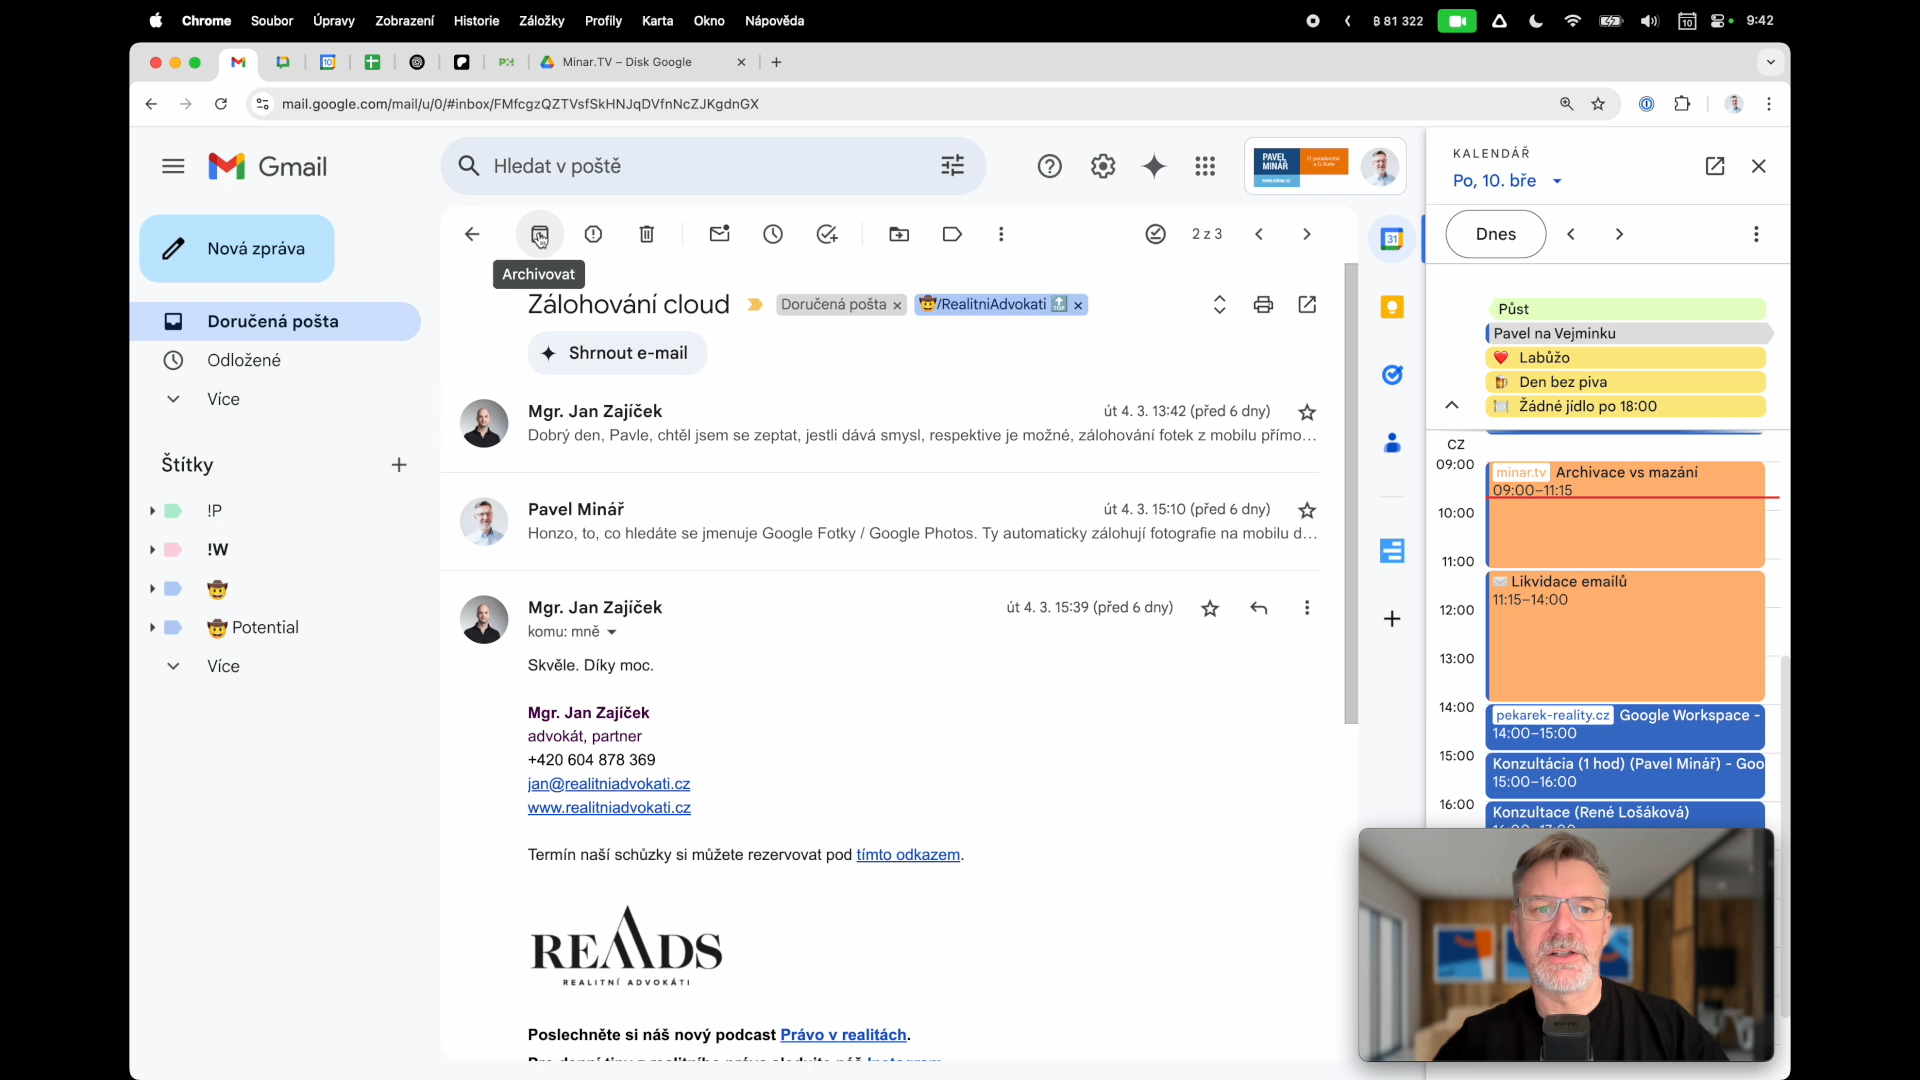 Chrome Soubor Úpravy Zobrazení Historie Záložky Profily Karta Okno Nápověda
81 322
10
9:42
Minar.TV – Disk Google
mail.google.com/mail/u/0/#inbox/FMfcgzQZTVsfSkHNJqDVfnNcZJKgdnGX
Gmail
Hledat v poště
PAVEL
MINÁŘ
www.minar.cz
Nová zpráva
Doručená pošta
Odložené
Více
Štítky
!P
!W
Potential
Více
2 z 3
Archivovat
Zálohování cloud
Doručená pošta ×
/RealitniAdvokati ×
Shrnout e-mail
Mgr. Jan Zajíček
út 4. 3. 13:42 (před 6 dny)
Dobrý den, Pavle, chtěl jsem se zeptat, jestli dává smysl, respektive je možné, zálohování fotek z mobilu přímo…
Pavel Minář
út 4. 3. 15:10 (před 6 dny)
Honzo, to, co hledáte se jmenuje Google Fotky / Google Photos. Ty automaticky zálohují fotografie na mobilu d…
Mgr. Jan Zajíček
út 4. 3. 15:39 (před 6 dny)
komu: mně
Skvěle. Díky moc.
Mgr. Jan Zajíček
advokát, partner
+420 604 878 369
jan@realitniadvokati.cz
www.realitniadvokati.cz
Termín naší schůzky si můžete rezervovat pod tímto odkazem.
READS
REALITNÍ ADVOKÁTI
Poslechněte si náš nový podcast Právo v realitách.
KALENDÁŘ
Po, 10. bře
31
Dnes
Půst
Pavel na Vejminku
Labůžo
Den bez piva
Žádné jídlo po 18:00
CZ
09:00
minar.tv Archivace vs mazání
09:00–11:15
10:00
11:00
Likvidace emailů
11:15–14:00
12:00
13:00
14:00
pekarek-reality.cz Google Workspace -
14:00–15:00
15:00
Konzultácia (1 hod) (Pavel Minář) - Goo
15:00–16:00
16:00
Konzultace (René Lošáková)